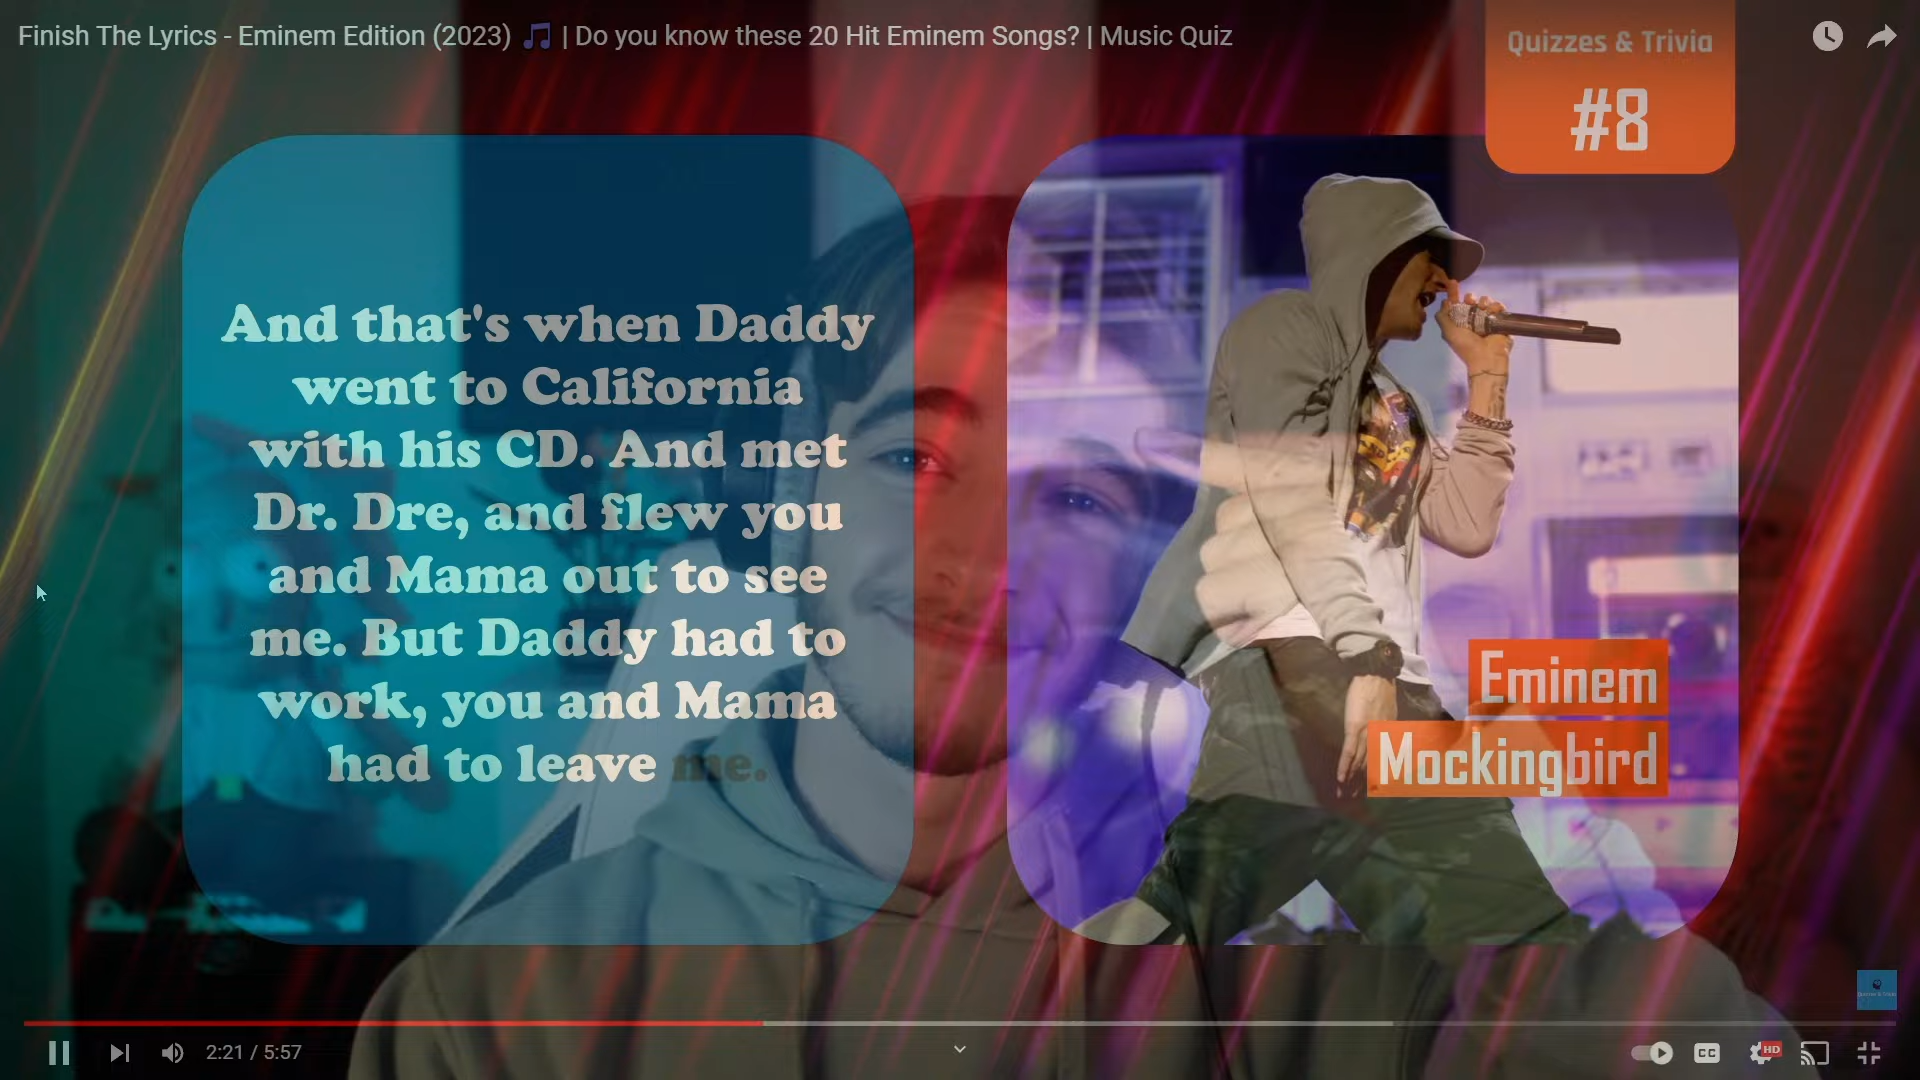 Finish The Lyrics - Eminem Edition (2023) 🎵 | Do you know these 20 Hit Eminem Songs? | Music Quiz
Quizzes & Trivia
#8
And that's when Daddy
went to California
with his CD. And met
Dr. Dre, and flew you
and Mama out to see
me. But Daddy had to
work, you and Mama
had to leave me.
Eminem
Mockingbird
2:21 / 5:57
CC
HD